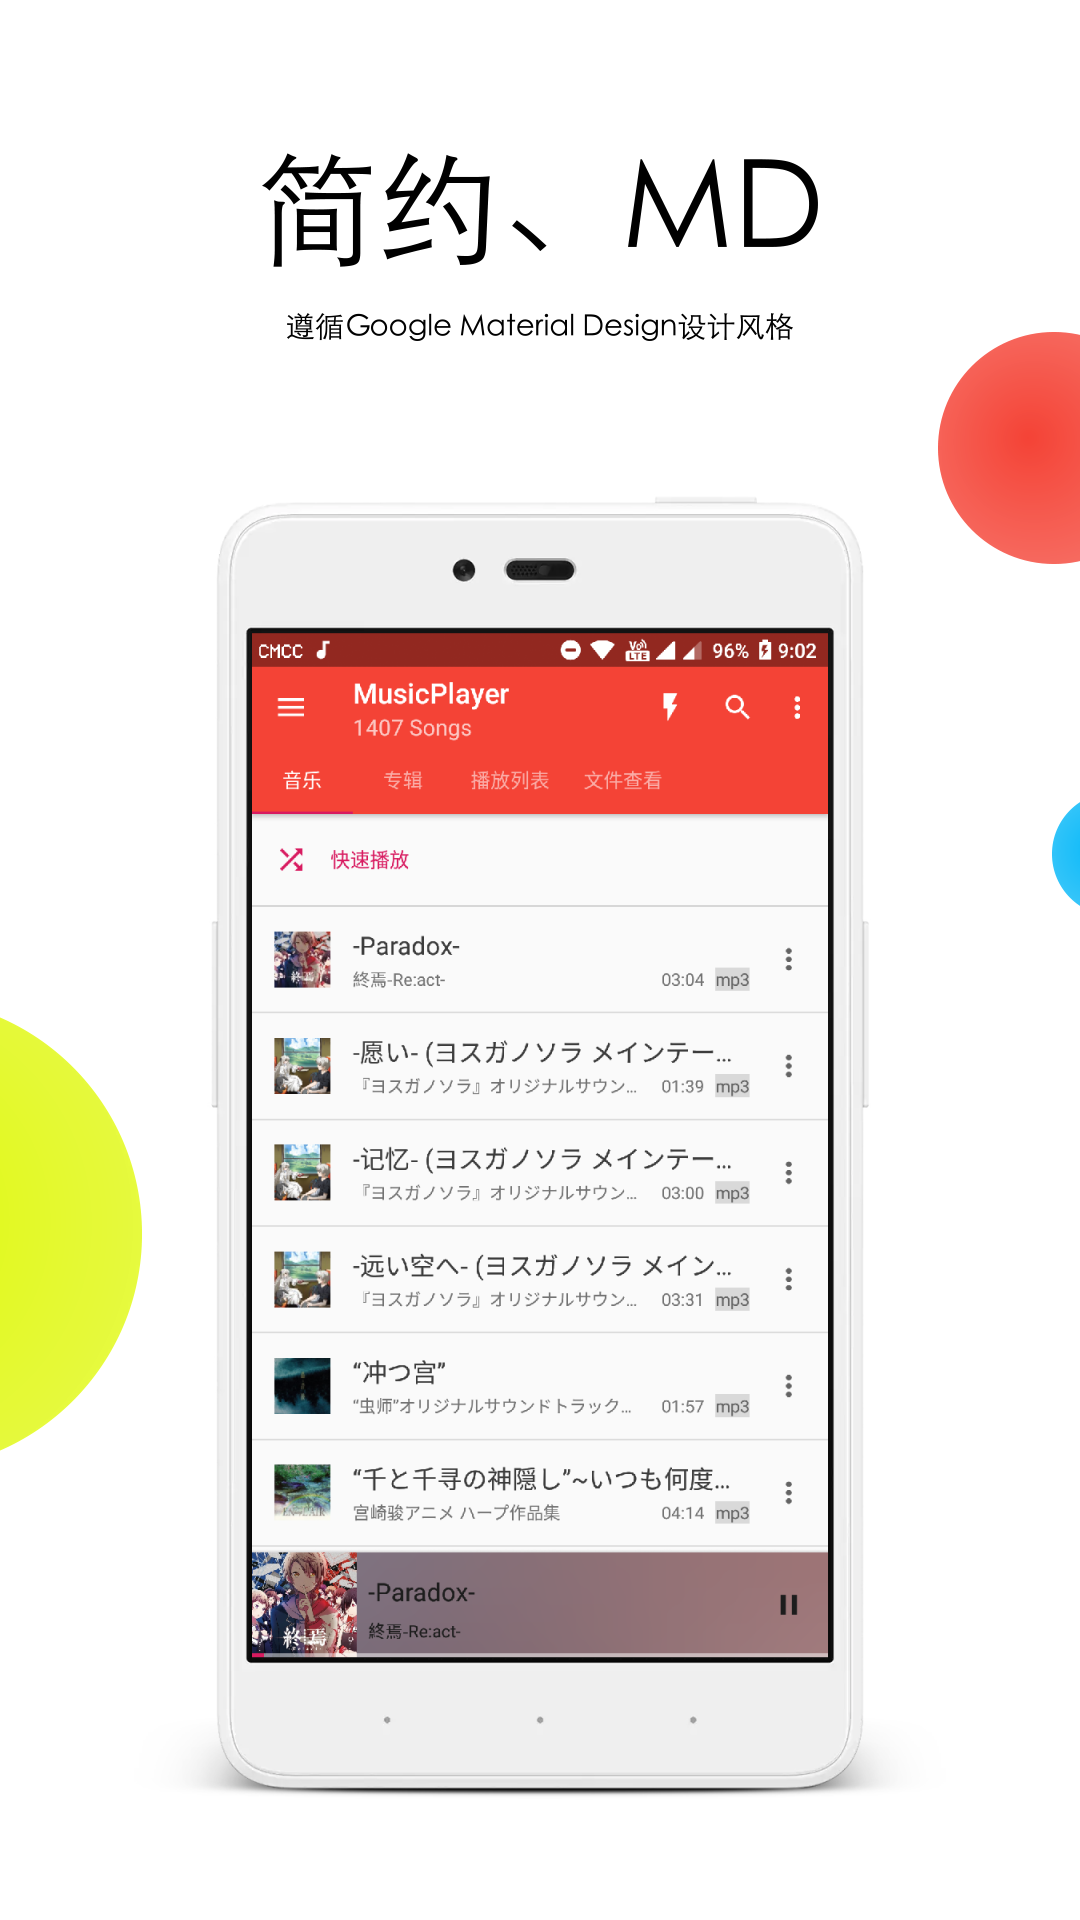 简约、MD
遵循Google Material Design设计风格
CMCC
VoLTE
96%
9:02
MusicPlayer
1407 Songs
音乐 专辑 播放列表 文件查看
快速播放
-Paradox-
終焉-Re:act- 03:04 mp3
-愿い- (ヨスガノソラ メインテー...
『ヨスガノソラ』オリジナルサウン... 01:39 mp3
-记忆- (ヨスガノソラ メインテー...
『ヨスガノソラ』オリジナルサウン... 03:00 mp3
-远い空へ- (ヨスガノソラ メイン...
『ヨスガノソラ』オリジナルサウン... 03:31 mp3
“冲つ宫”
“虫师”オリジナルサウンドトラック... 01:57 mp3
“千と千寻の神隠し”~いつも何度...
宫崎骏アニメ ハープ作品集 04:14 mp3
終焉
-Paradox-
終焉-Re:act-